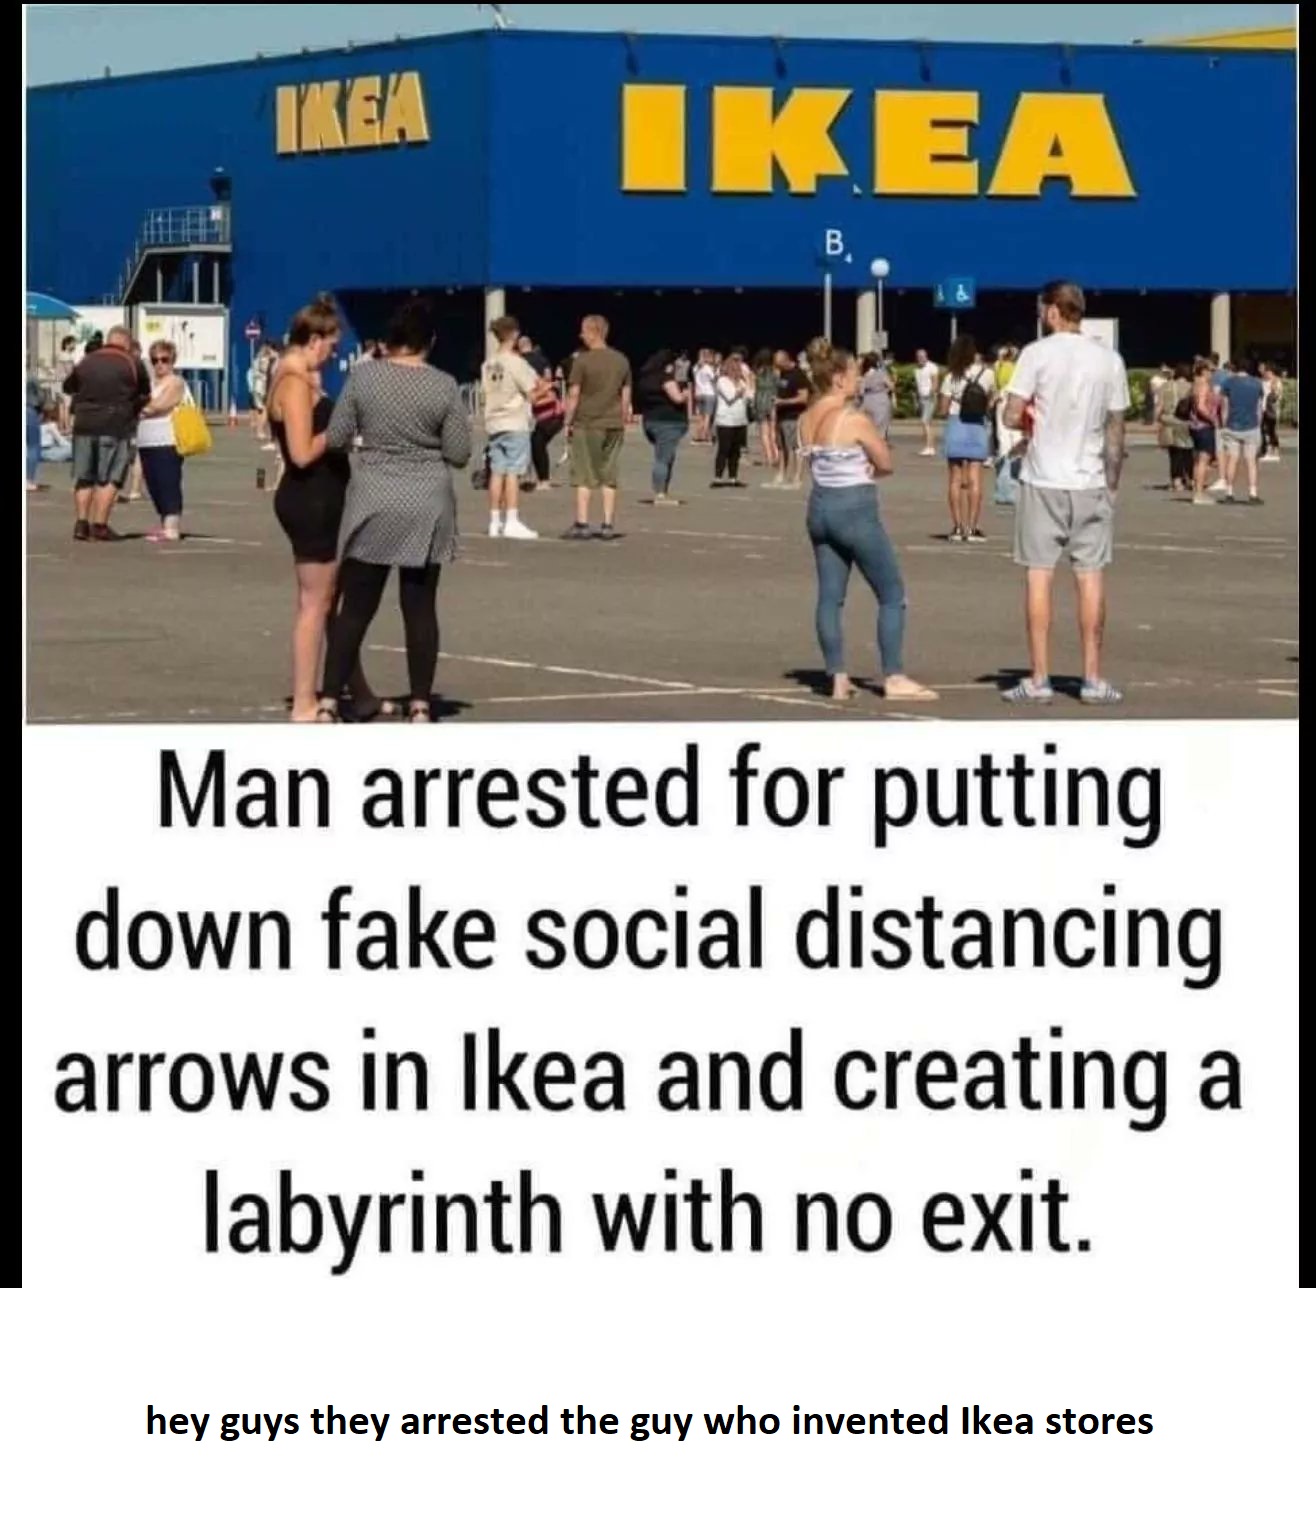 IKEA
IKEA
B
Man arrested for putting
down fake social distancing
arrows in Ikea and creating a
labyrinth with no exit.
hey guys they arrested the guy who invented Ikea stores